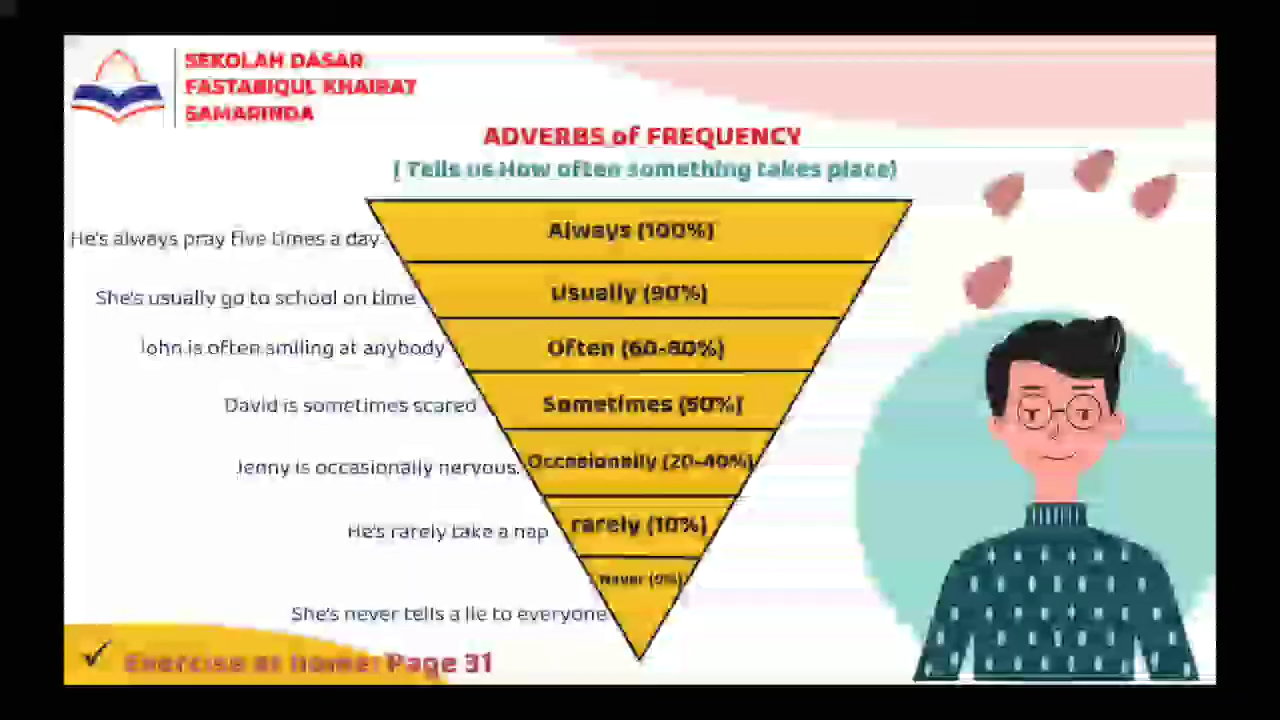 SEKOLAH DASAR
FASTABIQUL KHAIRAT
SAMARINDA
ADVERBS of FREQUENCY
( Tells us How often something takes place)
He's always pray five times a day.
Always (100%)
She's usually go to school on time
Usually (90%)
John is often smiling at anybody
Often (60-80%)
David is sometimes scared
Sometimes (50%)
Jenny is occasionally nervous.
Occasionally (20-40%)
He's rarely take a nap
rarely (10%)
Never (0%)
She's never tells a lie to everyone
✓ Exercise at home: Page 31